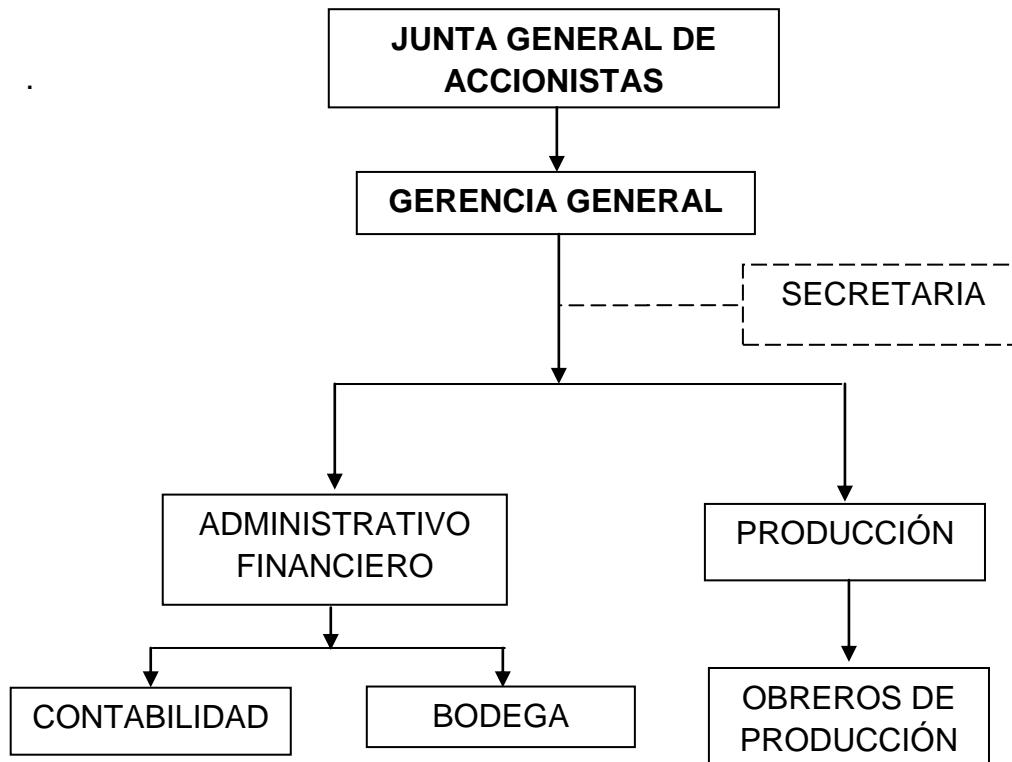 JUNTA GENERAL DE
ACCIONISTAS
.
GERENCIA GENERAL
SECRETARIA
ADMINISTRATIVO
FINANCIERO
PRODUCCIÓN
CONTABILIDAD
BODEGA
OBREROS DE
PRODUCCIÓN